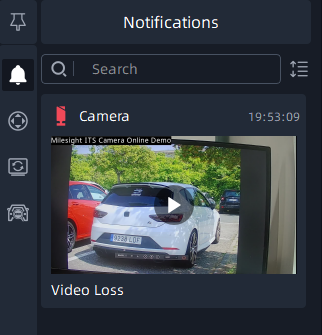 Notifications
Search
Camera
19:53:09
Milesight ITS Camera Online Demo
Video Loss